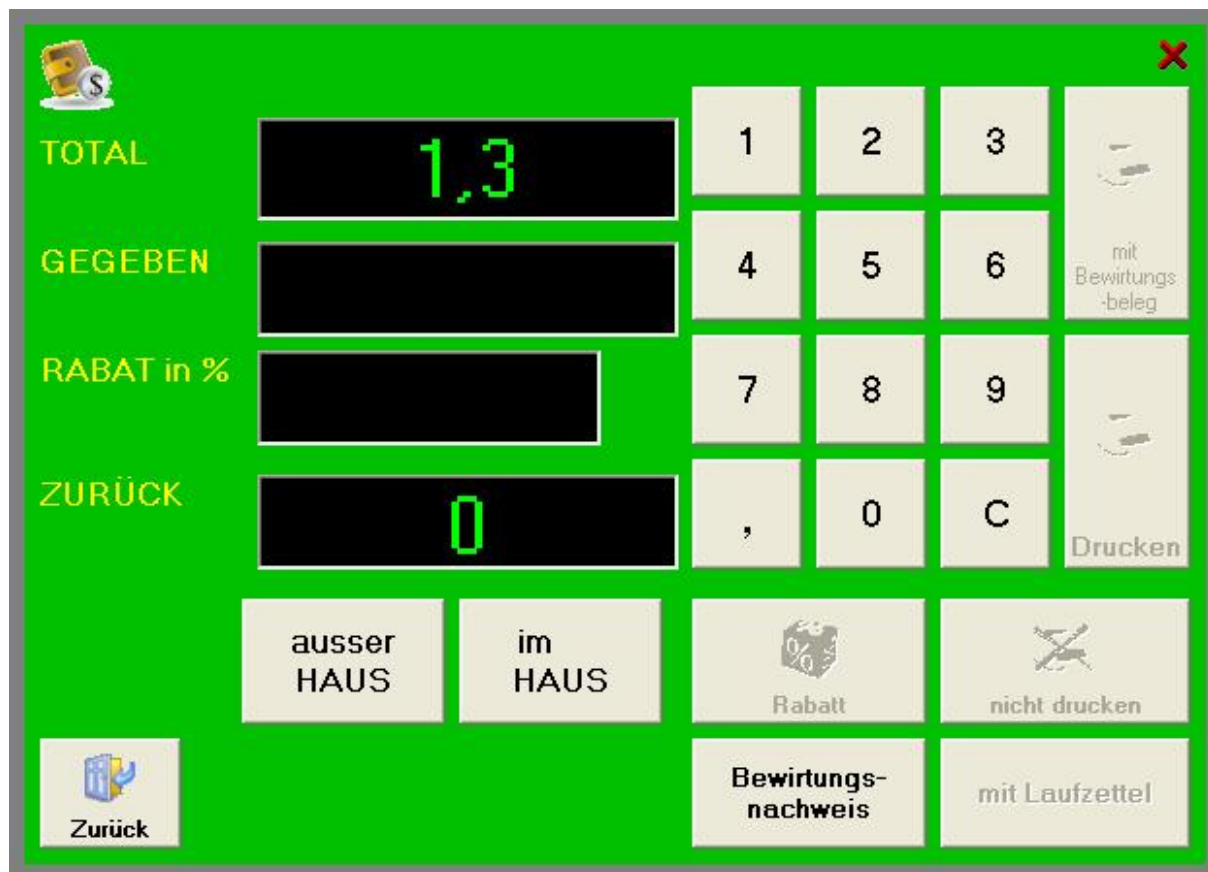 $
TOTAL
1,3
GEGEBEN
RABAT in %
ZURÜCK
0
1 2 3
4 5 6
7 8 9
, 0 C
mit
Bewirtungs
-beleg
Drucken
ausser
HAUS
im
HAUS
%
Rabatt
nicht drucken
Zurück
Bewirtungs-
nachweis
mit Laufzettel